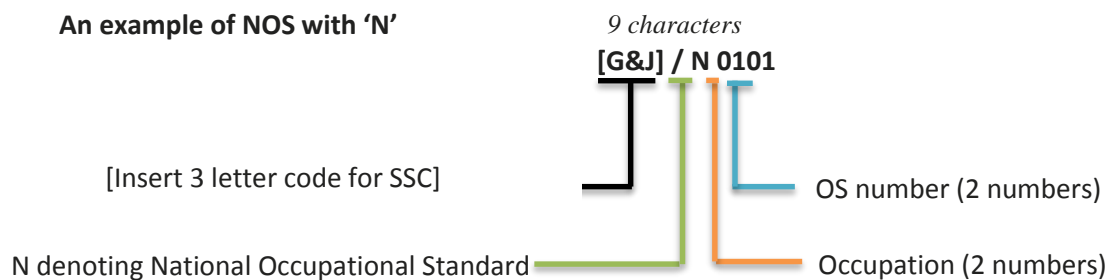 An example of NOS with ‘N’
9 characters
[G&J] / N 0101
[Insert 3 letter code for SSC]
OS number (2 numbers)
N denoting National Occupational Standard
Occupation (2 numbers)